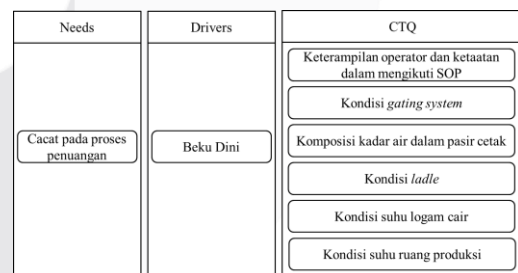 Needs
Drivers
CTQ
Cacat pada proses
penuangan
Beku Dini
Keterampilan operator dan ketaatan
dalam mengikuti SOP
Kondisi gating system
Komposisi kadar air dalam pasir cetak
Kondisi ladle
Kondisi suhu logam cair
Kondisi suhu ruang produksi